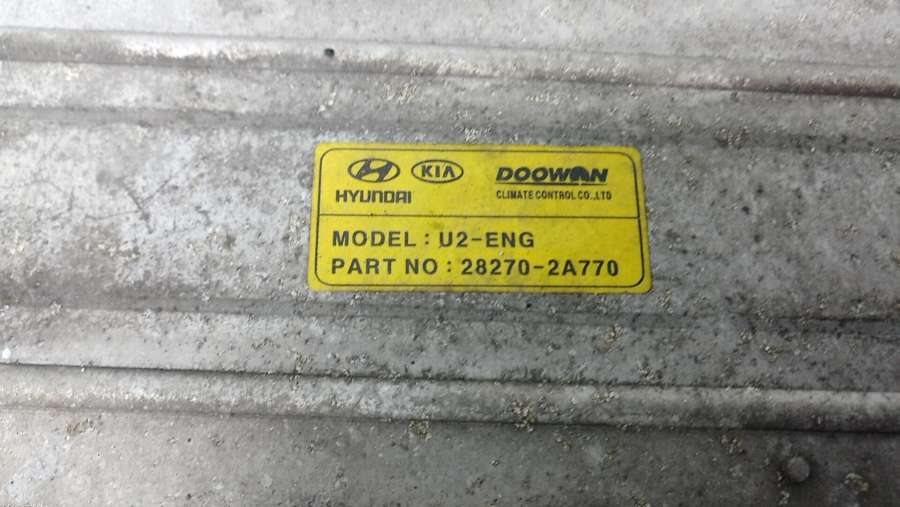 KIA DOOWON
HYUNDAI CLIMATE CONTROL CO.,LTD
MODEL : U2-ENG
PART NO : 28270-2A770